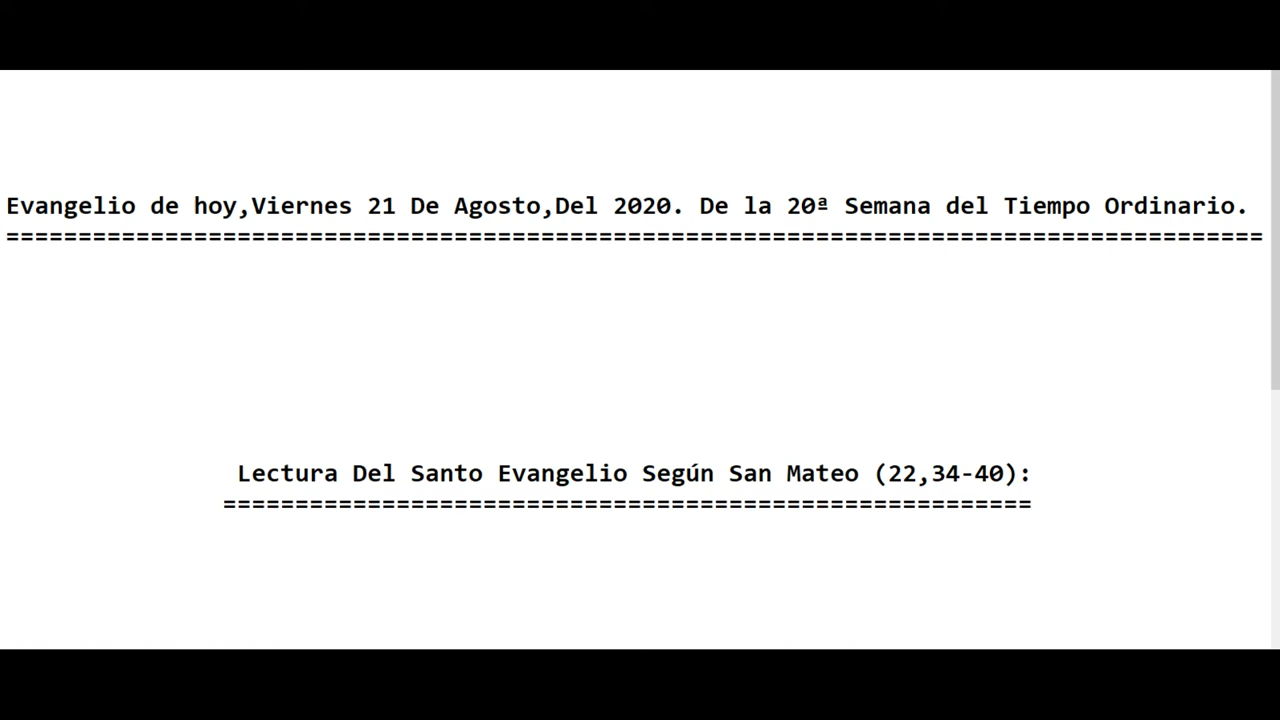 Evangelio de hoy,Viernes 21 De Agosto,Del 2020. De la 20ª Semana del Tiempo Ordinario.
=======================================================================================
Lectura Del Santo Evangelio Según San Mateo (22,34-40):
========================================================